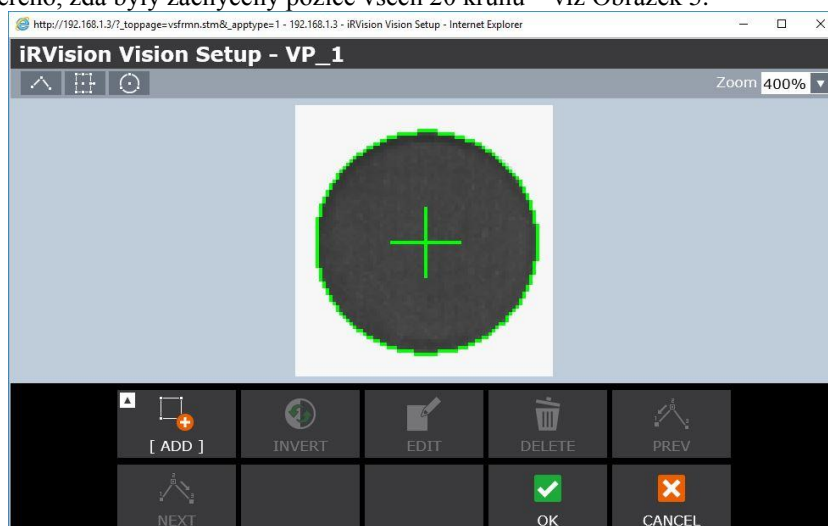 zda byly zachyceny pozice všech 20 kruhů – viz Obrázek 5.
http://192.168.1.3/?_toppage=vsfrmn.stm&_apptype=1 - 192.168.1.3 - iRVision Vision Setup - Internet Explorer
iRVision Vision Setup - VP_1
Zoom 400%
[ ADD ] INVERT EDIT DELETE PREV
NEXT OK CANCEL